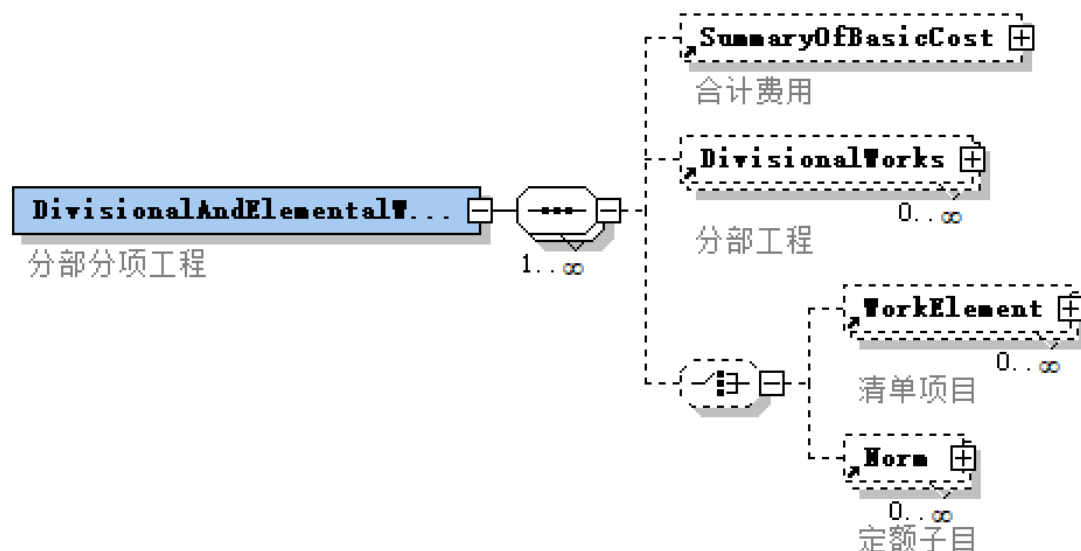 SummaryOfBasicCost
合计费用
DivisionalWorks
0..∞
分部工程
DivisionalAndElementalW...
分部分项工程
1..∞
WorkElement
0..∞
清单项目
Norm
0..∞
定额子目